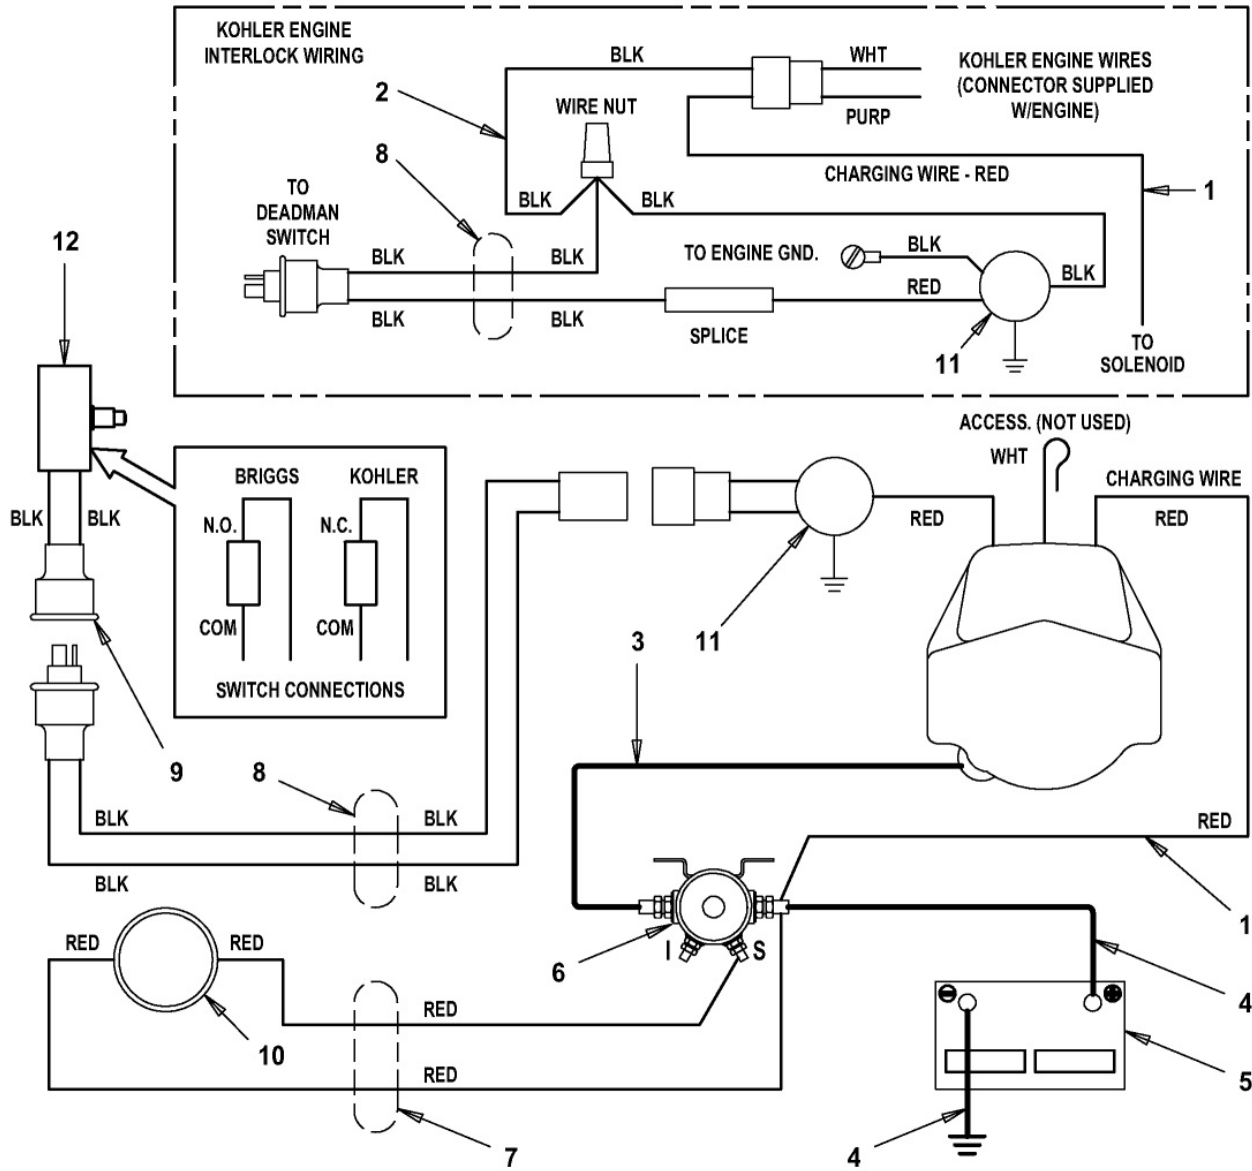 KOHLER ENGINE
INTERLOCK WIRING
BLK
WHT
KOHLER ENGINE WIRES
(CONNECTOR SUPPLIED
W/ENGINE)
2
WIRE NUT
PURP
8
CHARGING WIRE - RED
1
TO
DEADMAN
SWITCH
BLK
BLK
12
BLK
BLK
TO ENGINE GND.
BLK
BLK
RED
BLK
BLK
SPLICE
11
TO
SOLENOID
ACCESS. (NOT USED)
WHT
CHARGING WIRE
BRIGGS
KOHLER
BLK
BLK
N.O.
N.C.
RED
RED
COM
COM
3
11
SWITCH CONNECTIONS
9
8
BLK
BLK
RED
BLK
BLK
1
RED
RED
6
I
S
4
10
RED
RED
5
7
4